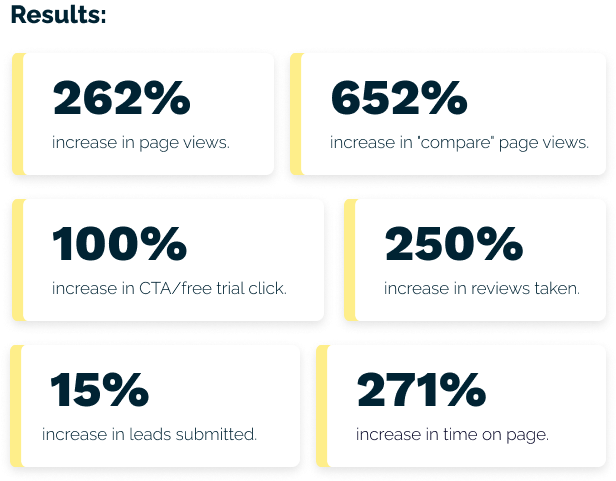 Results:
262%
increase in page views.
652%
increase in "compare" page views.
100%
increase in CTA/free trial click.
250%
increase in reviews taken.
15%
increase in leads submitted.
271%
increase in time on page.